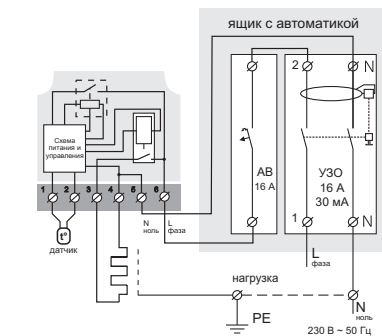 ящик с автоматикой
2
N
Схема
питания и
управления
АВ
16 А
УЗО
16 А
30 мА
1 2 3 4 5 6
t°
датчик
N
ноль
L
фаза
1
L
фаза
нагрузка
PE
N
ноль
230 В ~ 50 Гц